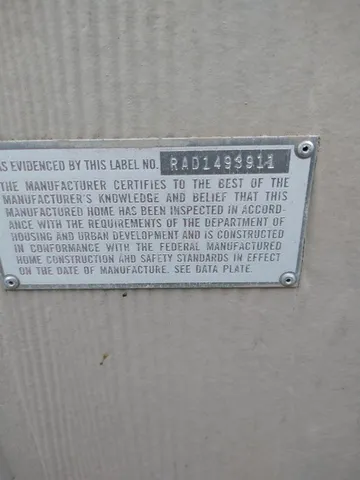 AS EVIDENCED BY THIS LABEL NO. RAD1493911
THE MANUFACTURER CERTIFIES TO THE BEST OF THE
MANUFACTURER'S KNOWLEDGE AND BELIEF THAT THIS
MANUFACTURED HOME HAS BEEN INSPECTED IN ACCORD-
ANCE WITH THE REQUIREMENTS OF THE DEPARTMENT OF
HOUSING AND URBAN DEVELOPMENT AND IS CONSTRUCTED
IN CONFORMANCE WITH THE FEDERAL MANUFACTURED
HOME CONSTRUCTION AND SAFETY STANDARDS IN EFFECT
ON THE DATE OF MANUFACTURE. SEE DATA PLATE.